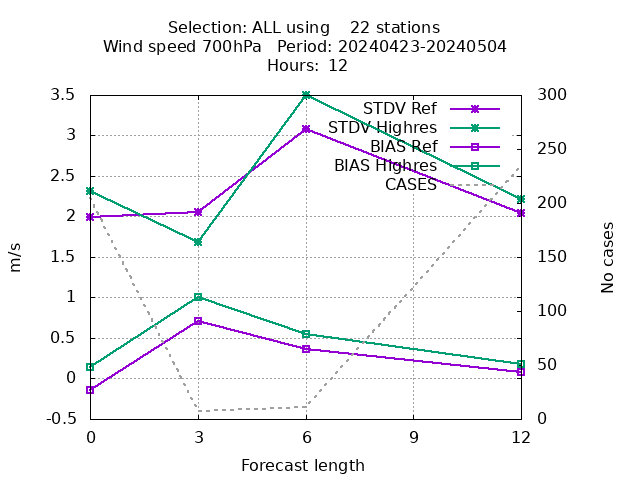 Selection: ALL using    22 stations
Wind speed 700hPa   Period: 20240423-20240504
Hours: 12
3.5
3
2.5
2
1.5
1
0.5
0
-0.5
300
250
200
150
100
50
0
m/s
No cases
STDV Ref
STDV Highres
BIAS Ref
BIAS Highres
CASES
0
3
6
9
12
Forecast length